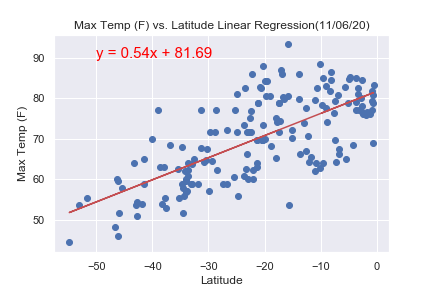 Max Temp (F) vs. Latitude Linear Regression(11/06/20)
y = 0.54x + 81.69
Max Temp (F)
90
80
70
60
50
−50 −40 −30 −20 −10 0
Latitude